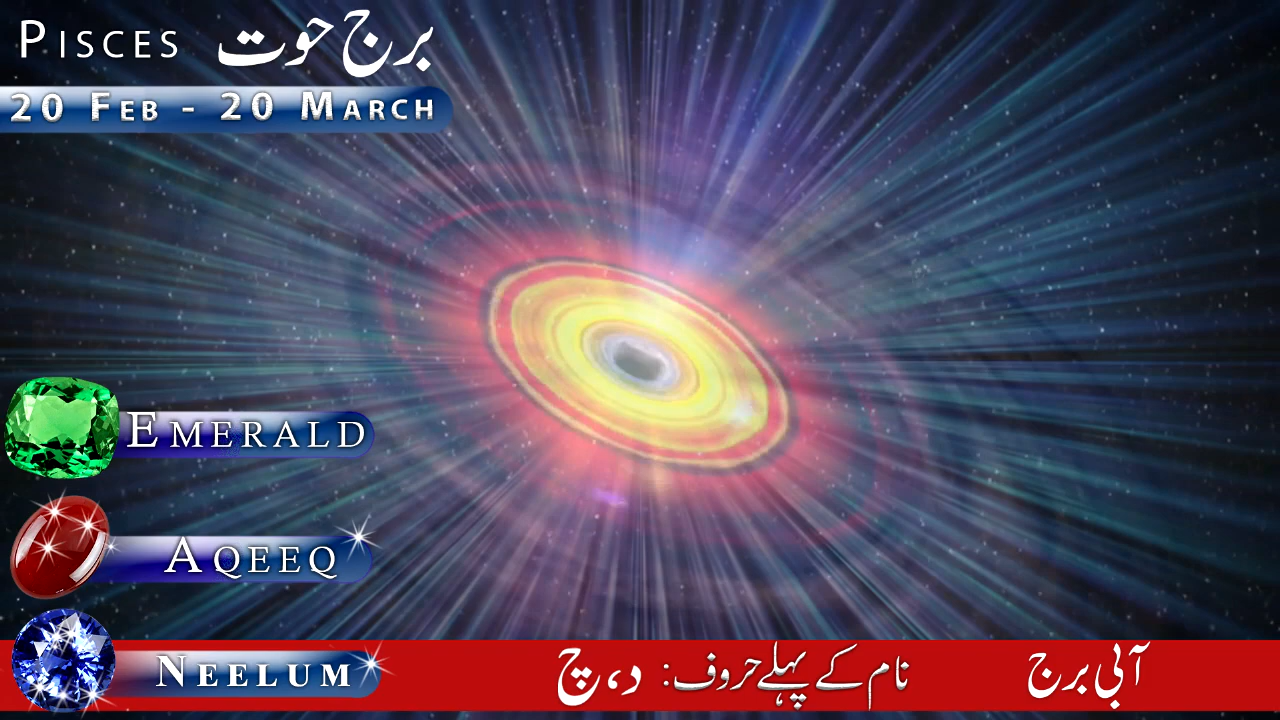 Pisces برج حوت
20 Feb - 20 March
Emerald
Aqeeq
Neelum
آبی برج
نام کے پہلے حروف: د، چ